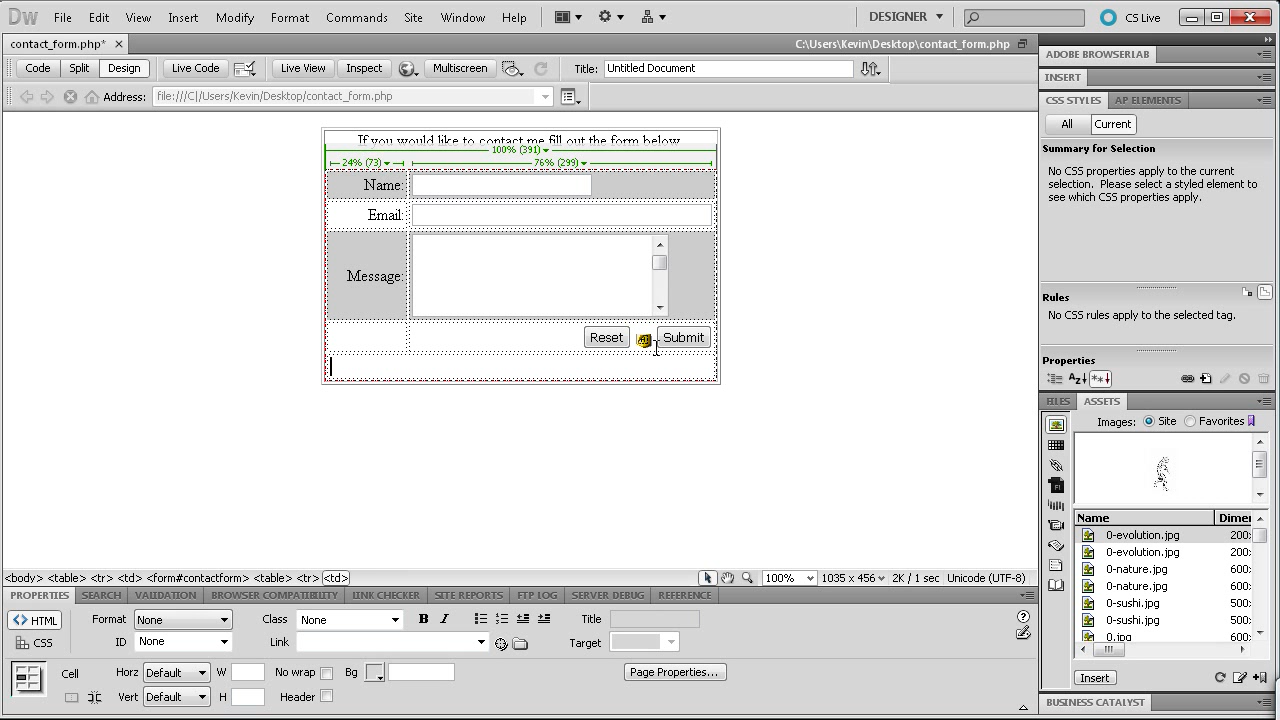 Dw File Edit View Insert Modify Format Commands Site Window Help DESIGNER CS Live
contact_form.php* C:\Users\Kevin\Desktop\contact_form.php
Code Split Design Live Code Live View Inspect Multiscreen Title: Untitled Document
Address: file:///C|/Users/Kevin/Desktop/contact_form.php
If you would like to contact me fill out the form below
100% (391)
24% (73) 76% (299)
Name:
Email:
Message:
Reset Submit
ADOBE BROWSERLAB
INSERT
CSS STYLES AP ELEMENTS
All Current
Summary for Selection
No CSS properties apply to the current
selection. Please select a styled element to
see which CSS properties apply.
Rules
No CSS rules apply to the selected tag.
Properties
FILES ASSETS
Images: Site Favorites
Name Dimen
0-evolution.jpg 200
0-evolution.jpg 200
0-nature.jpg 600
0-nature.jpg 600
0-sushi.jpg 500
0-sushi.jpg 500
0.jpg 600
Insert
BUSINESS CATALYST
<body> <table> <tr> <td> <form#contactform> <table> <tr> <td> 100% 1035 x 456 2K / 1 sec Unicode (UTF-8)
PROPERTIES SEARCH VALIDATION BROWSER COMPATIBILITY LINK CHECKER SITE REPORTS FTP LOG SERVER DEBUG REFERENCE
<> HTML Format None Class None B I Title
CSS ID None Link Target
Cell Horz Default W No wrap Bg Page Properties...
Vert Default H Header